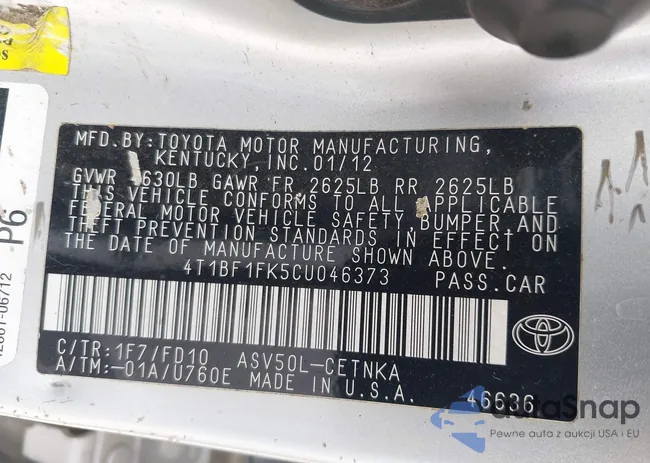 P6
MFD. BY: TOYOTA MOTOR MANUFACTURING,
KENTUCKY, INC. 01/12
GVWR 630LB GAWR FR 2625LB RR 2625LB
THIS VEHICLE CONFORMS TO ALL APPLICABLE
FEDERAL MOTOR VEHICLE SAFETY, BUMPER, AND
THEFT PREVENTION STANDARDS IN EFFECT ON
THE DATE OF MANUFACTURE SHOWN ABOVE.
4T1BF1FK5CU046373 PASS.CAR
C/TR:1F7/FD10 ASV50L-CETNKA
A/TM:-01A/U760E MADE IN U.S.A. 46636
autoSnap
Pewne auta z aukcji USA i EU